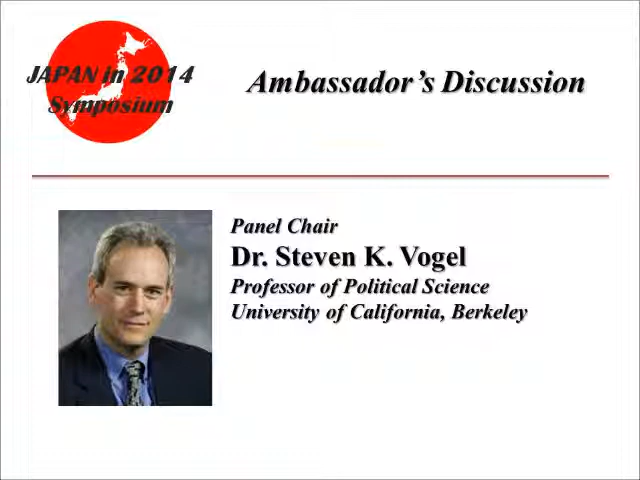 JAPAN in 2014
Symposium
Ambassador's Discussion
Panel Chair
Dr. Steven K. Vogel
Professor of Political Science
University of California, Berkeley